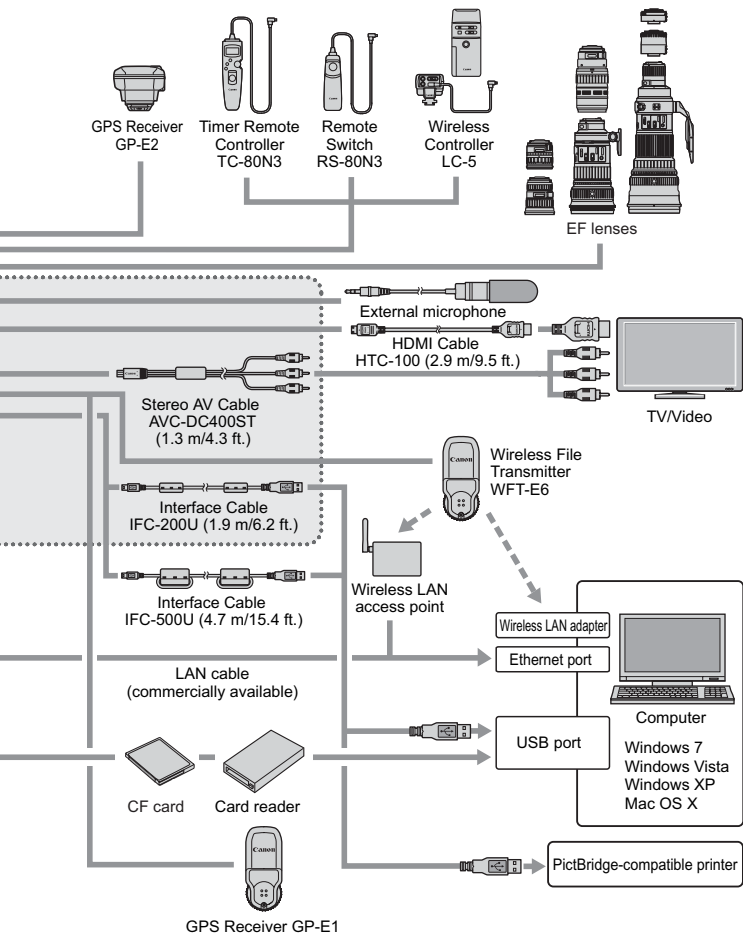 GPS Receiver
GP-E2
Timer Remote
Controller
TC-80N3
Remote
Switch
RS-80N3
Wireless
Controller
LC-5
EF lenses
External microphone
HDMI Cable
HTC-100 (2.9 m/9.5 ft.)
TV/Video
Stereo AV Cable
AVC-DC400ST
(1.3 m/4.3 ft.)
Canon
Wireless File
Transmitter
WFT-E6
Interface Cable
IFC-200U (1.9 m/6.2 ft.)
Interface Cable
IFC-500U (4.7 m/15.4 ft.)
Wireless LAN
access point
Wireless LAN adapter
Ethernet port
LAN cable
(commercially available)
Computer
USB port
Windows 7
Windows Vista
Windows XP
Mac OS X
CF card
Card reader
Canon
PictBridge-compatible printer
GPS Receiver GP-E1